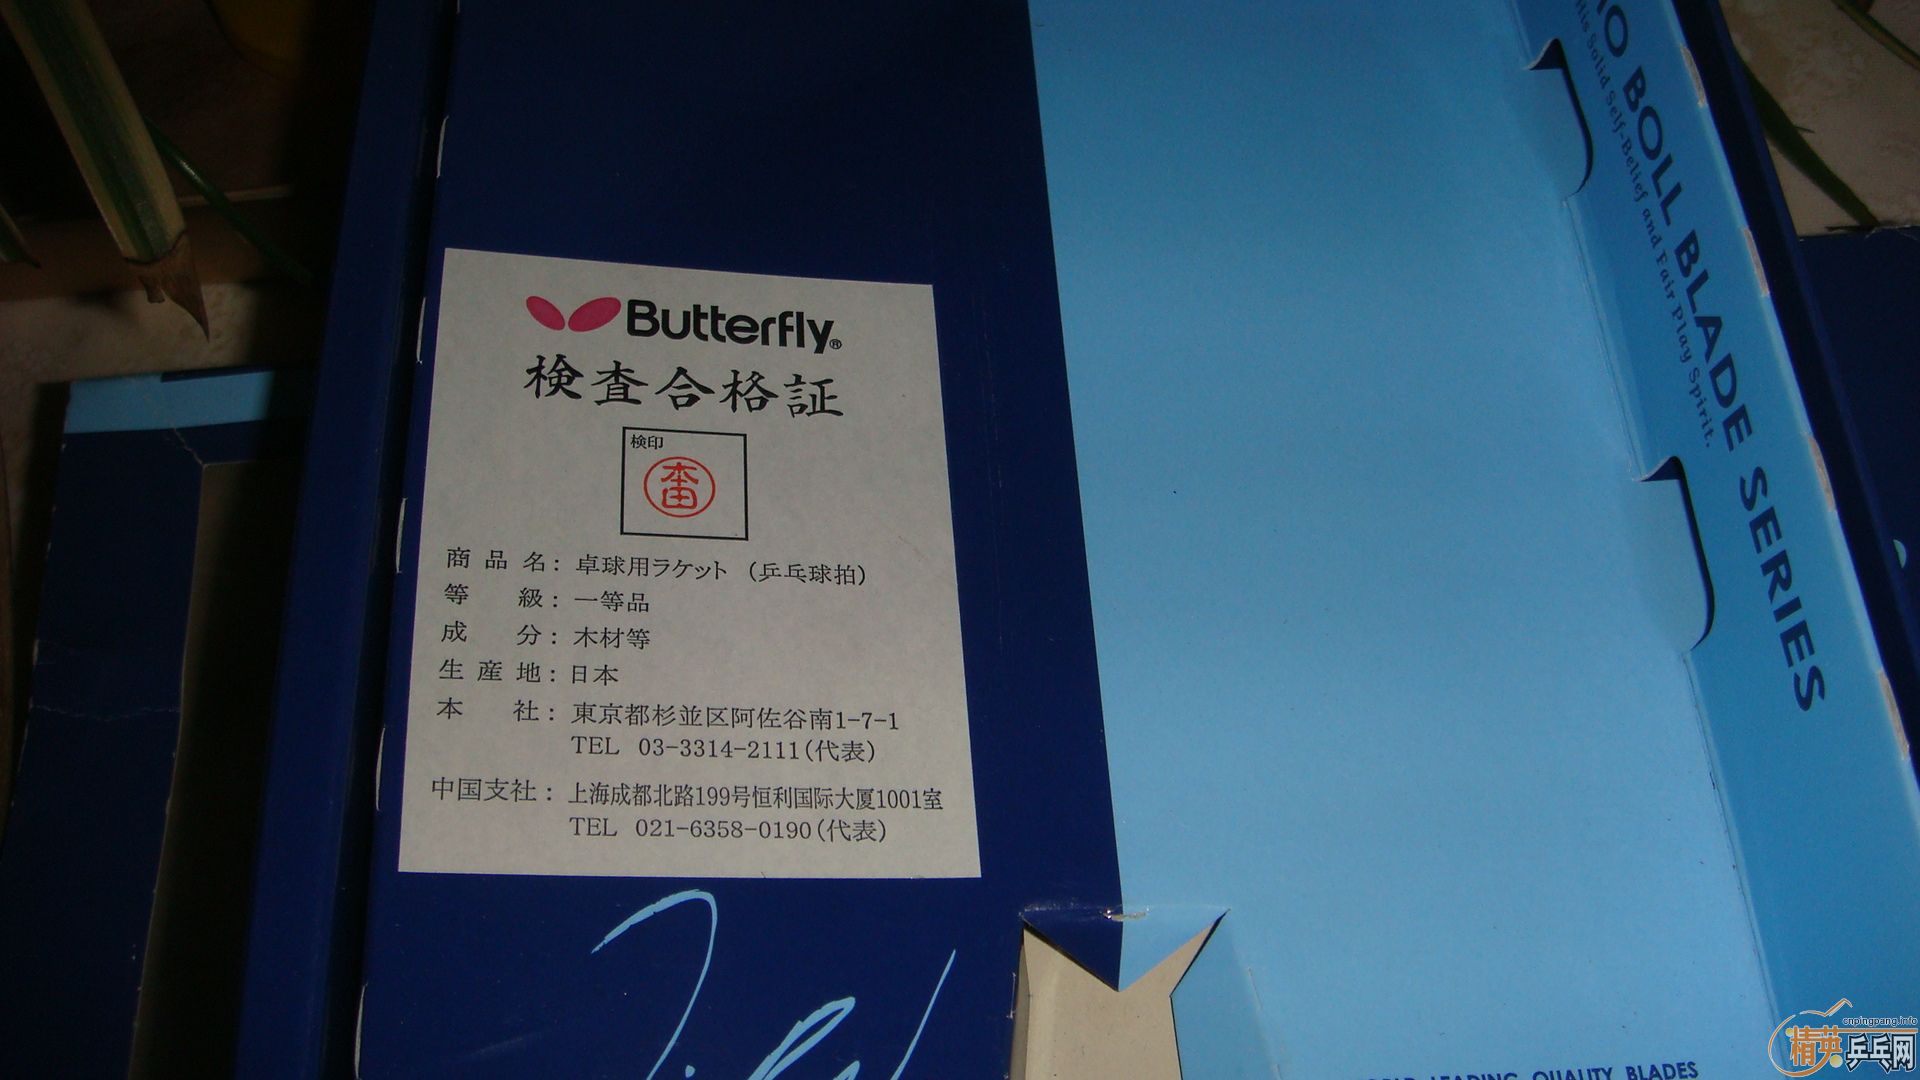 Butterfly®
検査合格証
検印
本田
商品名：卓球用ラケット （乒乓球拍）
等級：一等品
成分：木材等
生産地：日本
本社：東京都杉並区阿佐谷南1-7-1
TEL 03-3314-2111（代表）
中国支社：上海成都北路199号恒利国际大厦1001室
TEL 021-6358-0190（代表）
BOLL BLADE SERIES
Solid Self-Belief and Fair Play Spirit.
LEADING QUALITY BLADES
cnpingpang.info
精英乒乓网